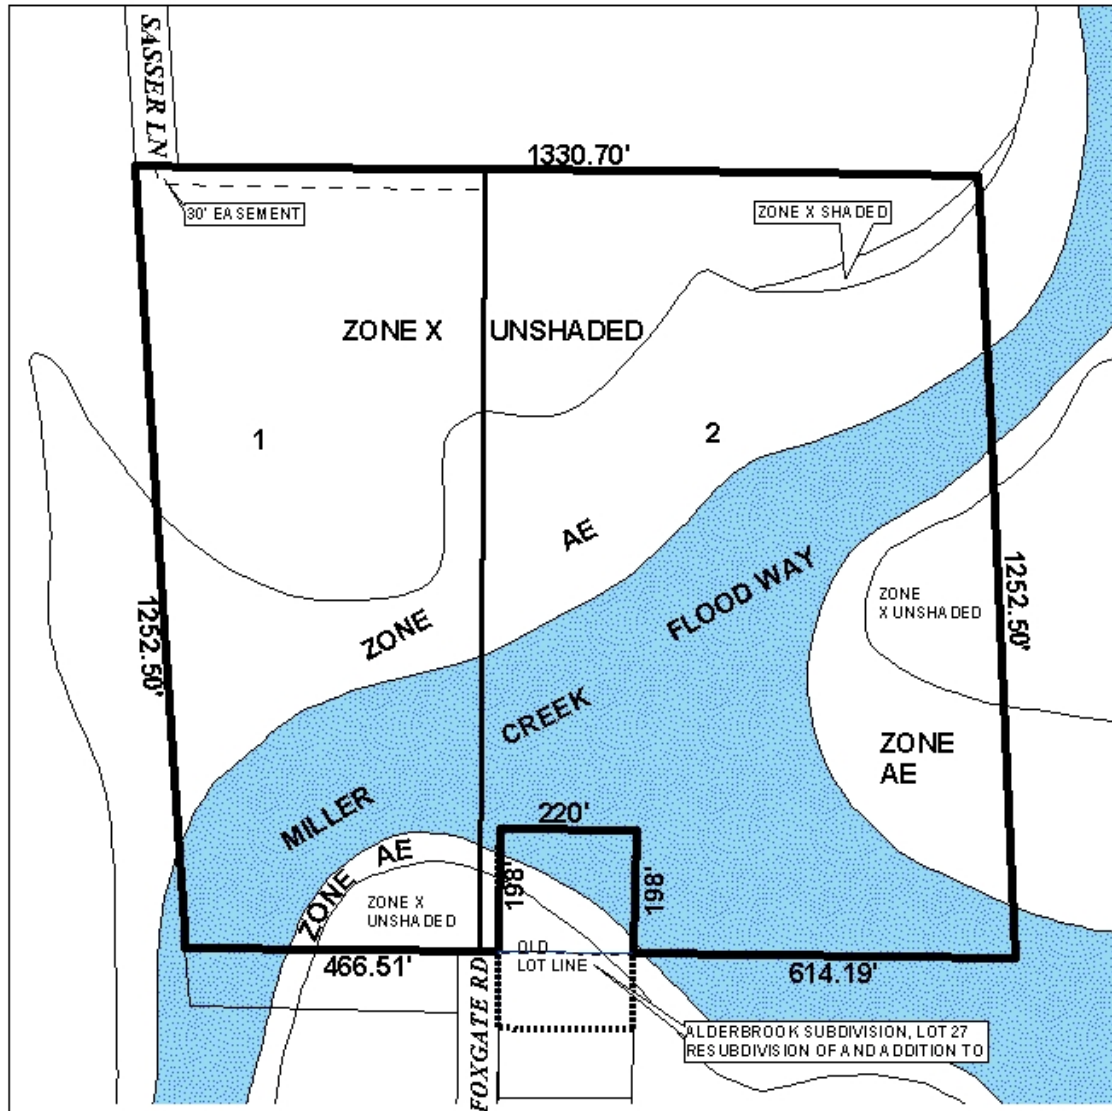 SASSER LN
1330.70'
30' EASEMENT
ZONE X SHADED
ZONE X UNSHADED
1
2
AE
ZONE
FLOOD WAY
ZONE
X UNSHADED
1252.50'
1252.50'
CREEK
ZONE
AE
MILLER
220'
ZONE AE
198'
198'
ZONE X
UNSHADED
OLD
LOT LINE
466.51'
614.19'
FOXGATE RD
ALDERBROOK SUBDIVISION, LOT 27
RESUBDIVISION OF AND ADDITION TO